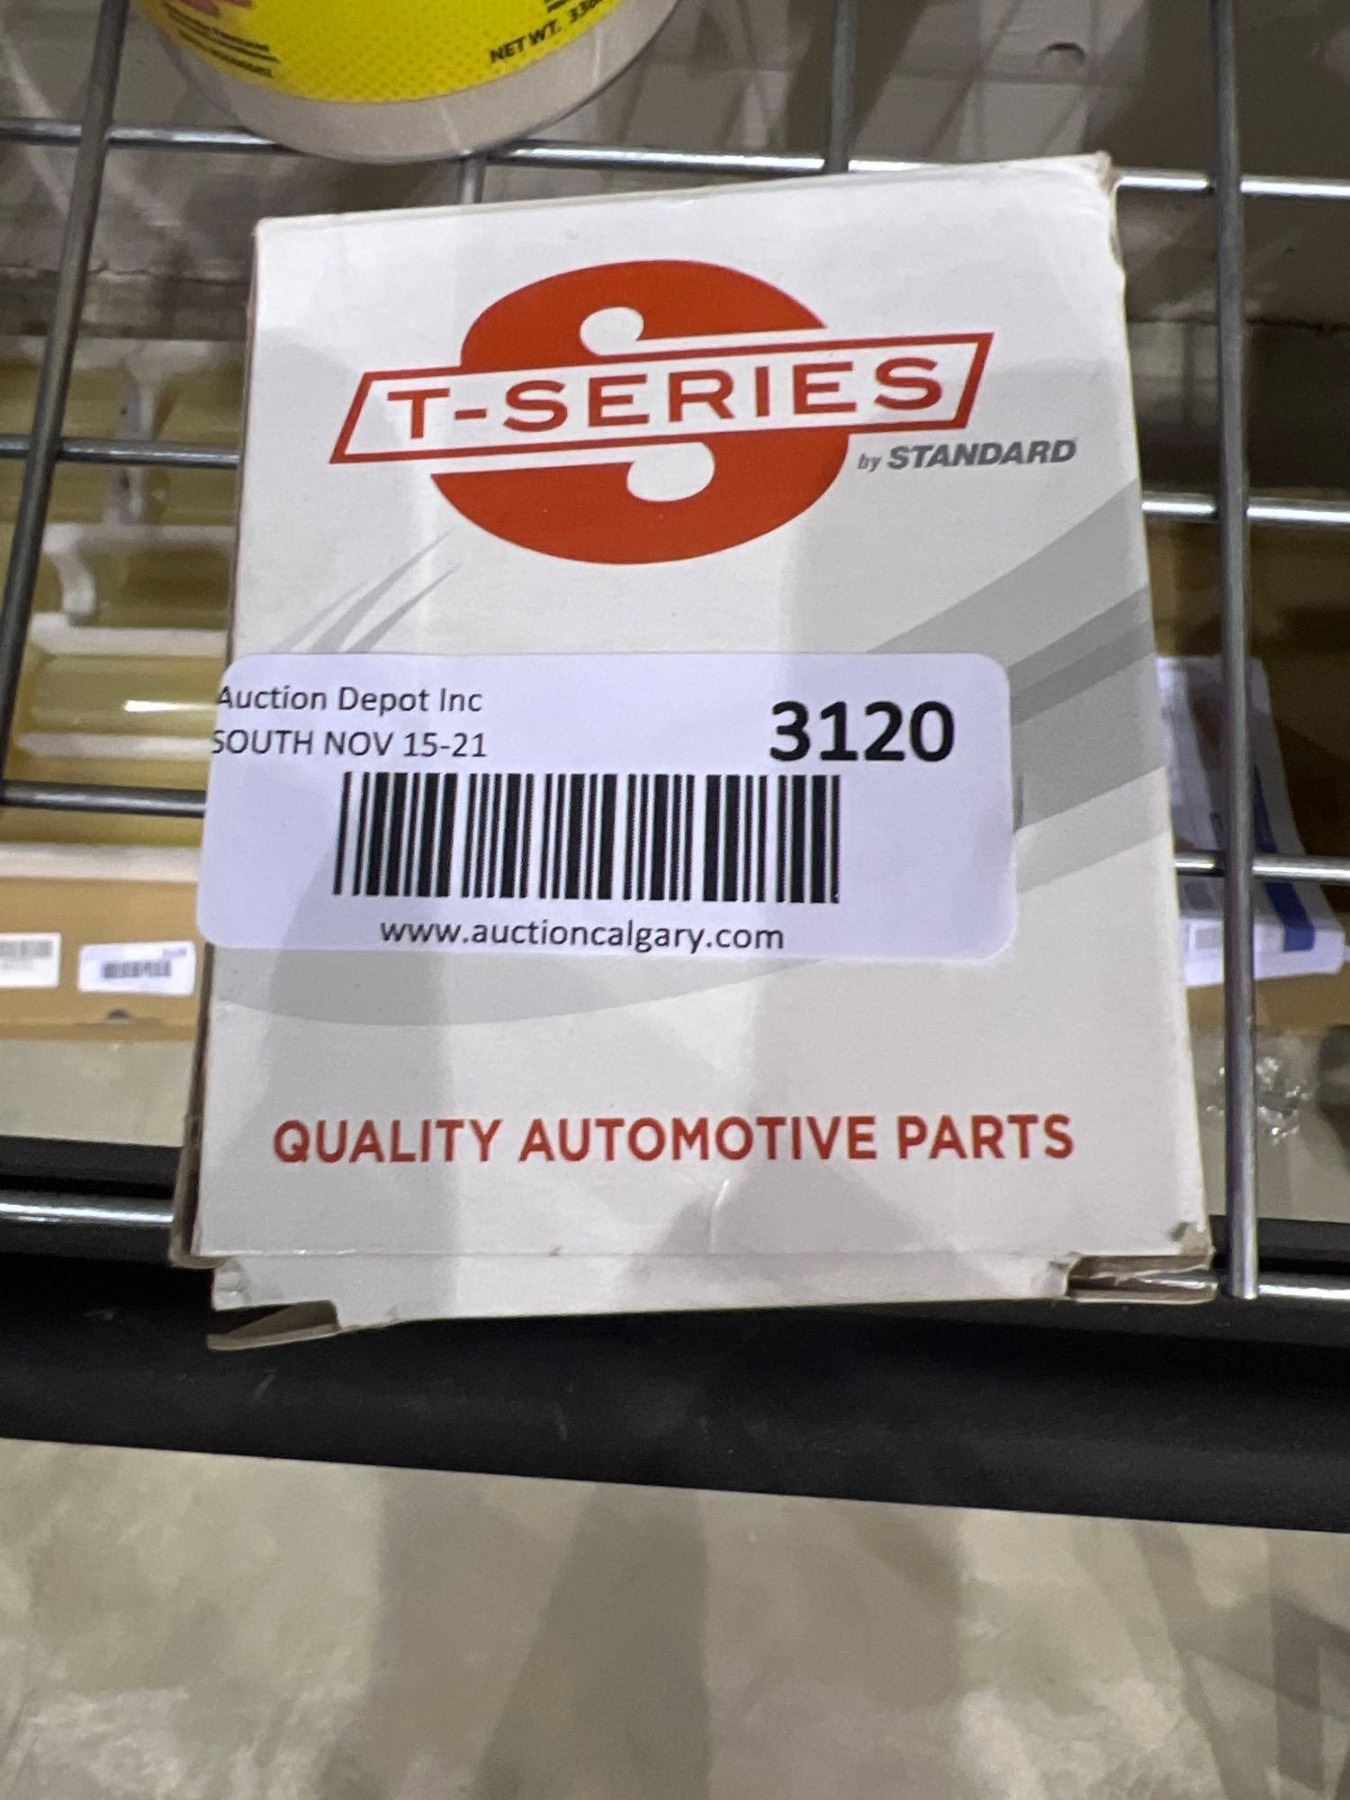 NET WT.
T-SERIES
by STANDARD
Auction Depot Inc
SOUTH NOV 15-21
3120
www.auctioncalgary.com
QUALITY AUTOMOTIVE PARTS